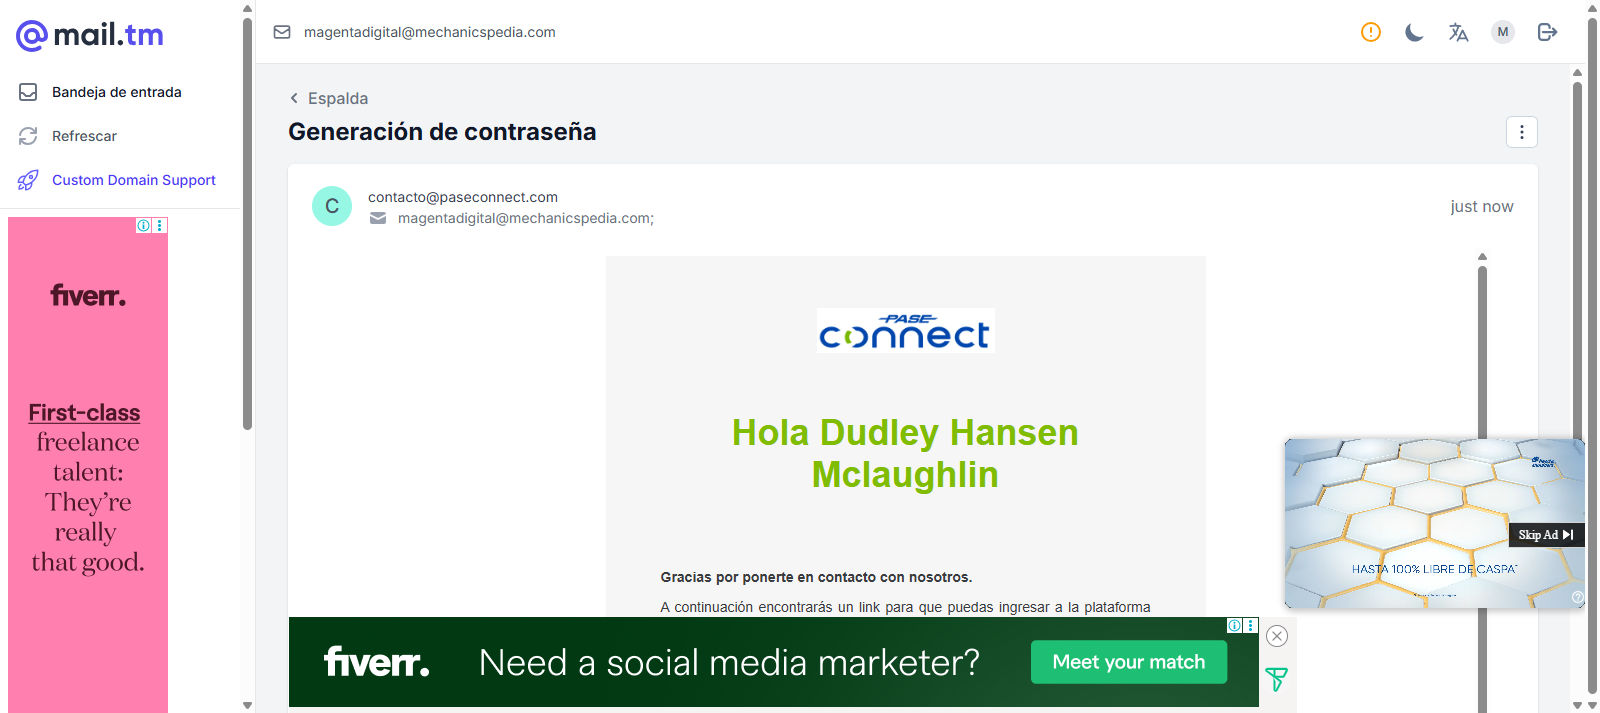 @mail.tm
Bandeja de entrada
Refrescar
Custom Domain Support
fiverr.
First-class
freelance
talent:
They're
really
that good.
magentadigital@mechanicspedia.com
M
Espalda
Generación de contraseña
C
contacto@paseconnect.com
magentadigital@mechanicspedia.com;
just now
PASE
connect
Hola Dudley Hansen
Mclaughlin
Gracias por ponerte en contacto con nosotros.
A continuación encontrarás un link para que puedas ingresar a la plataforma
Skip Ad
HASTA 100% LIBRE DE CASPA
fiverr.
Need a social media marketer?
Meet your match